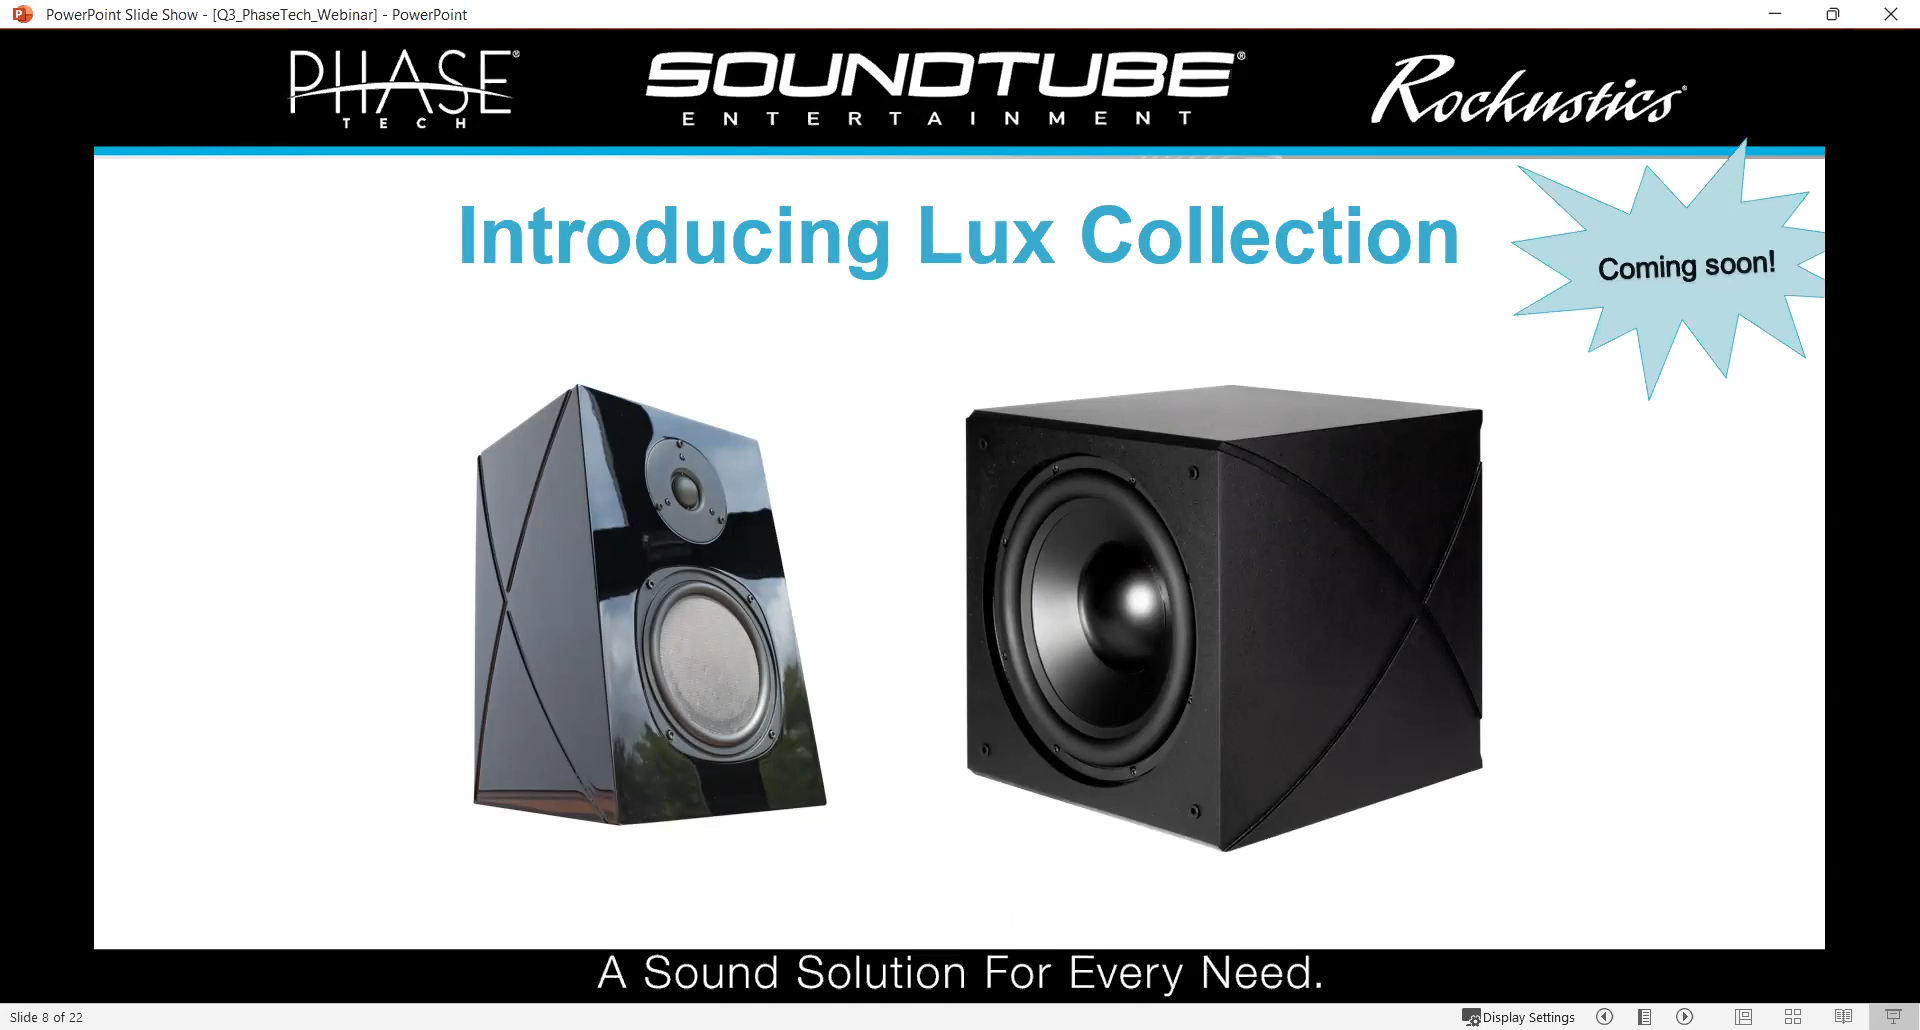 PowerPoint Slide Show - [Q3_PhaseTech_Webinar] - PowerPoint
PHASE®
TECH
SOUNDTUBE®
ENTERTAINMENT
Rockustics®
Introducing Lux Collection
Coming soon!
A Sound Solution For Every Need.
Slide 8 of 22
Display Settings